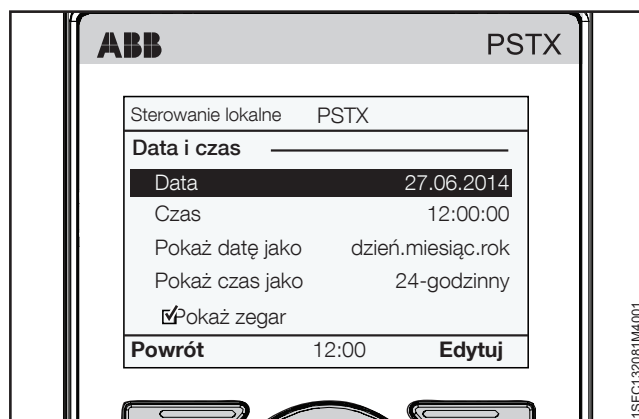 ABB PSTX
Sterowanie lokalne PSTX
Data i czas
Data 27.06.2014
Czas 12:00:00
Pokaż datę jako dzień.miesiąc.rok
Pokaż czas jako 24-godzinny
Pokaż zegar
Powrót 12:00 Edytuj
1SFC132081M4001